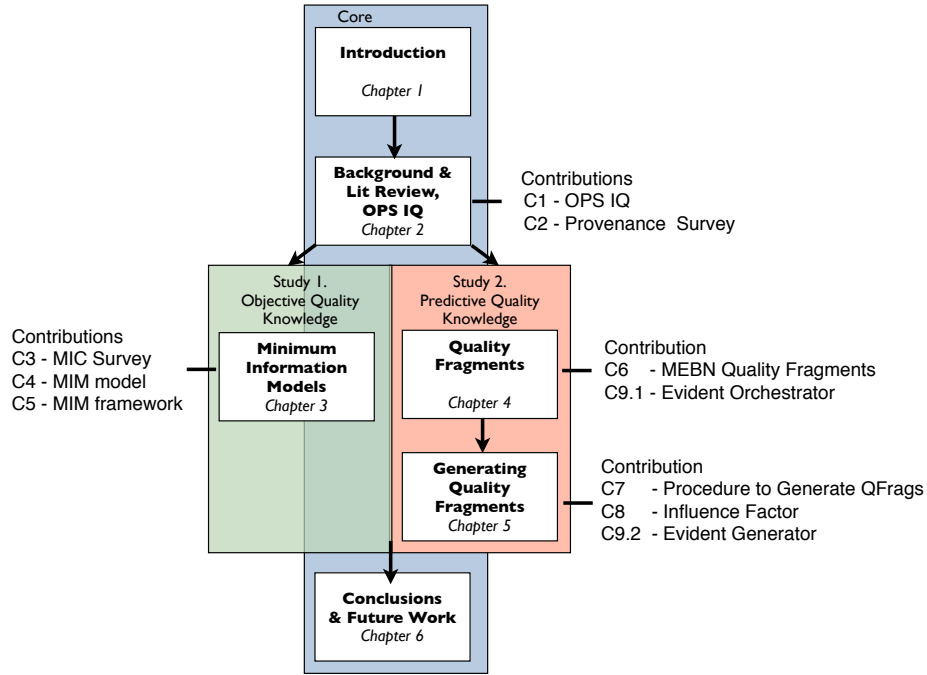 Core
Introduction
Chapter 1
Background &
Lit Review,
OPS IQ
Chapter 2
Contributions
C1 - OPS IQ
C2 - Provenance Survey
Study 1.
Objective Quality
Knowledge
Study 2.
Predictive Quality
Knowledge
Contributions
C3 - MIC Survey
C4 - MIM model
C5 - MIM framework
Minimum
Information
Models
Chapter 3
Quality
Fragments
Chapter 4
Contribution
C6 - MEBN Quality Fragments
C9.1 - Evident Orchestrator
Generating
Quality
Fragments
Chapter 5
Contribution
C7 - Procedure to Generate QFrags
C8 - Influence Factor
C9.2 - Evident Generator
Conclusions
& Future Work
Chapter 6